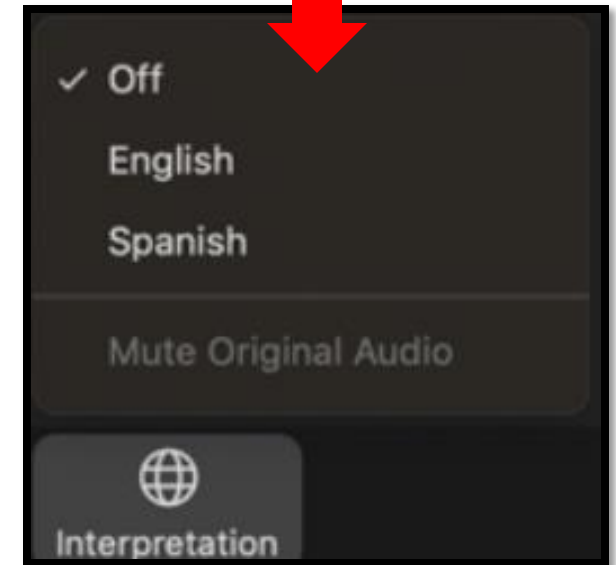 Off
English
Spanish
Mute Original Audio
Interpretation